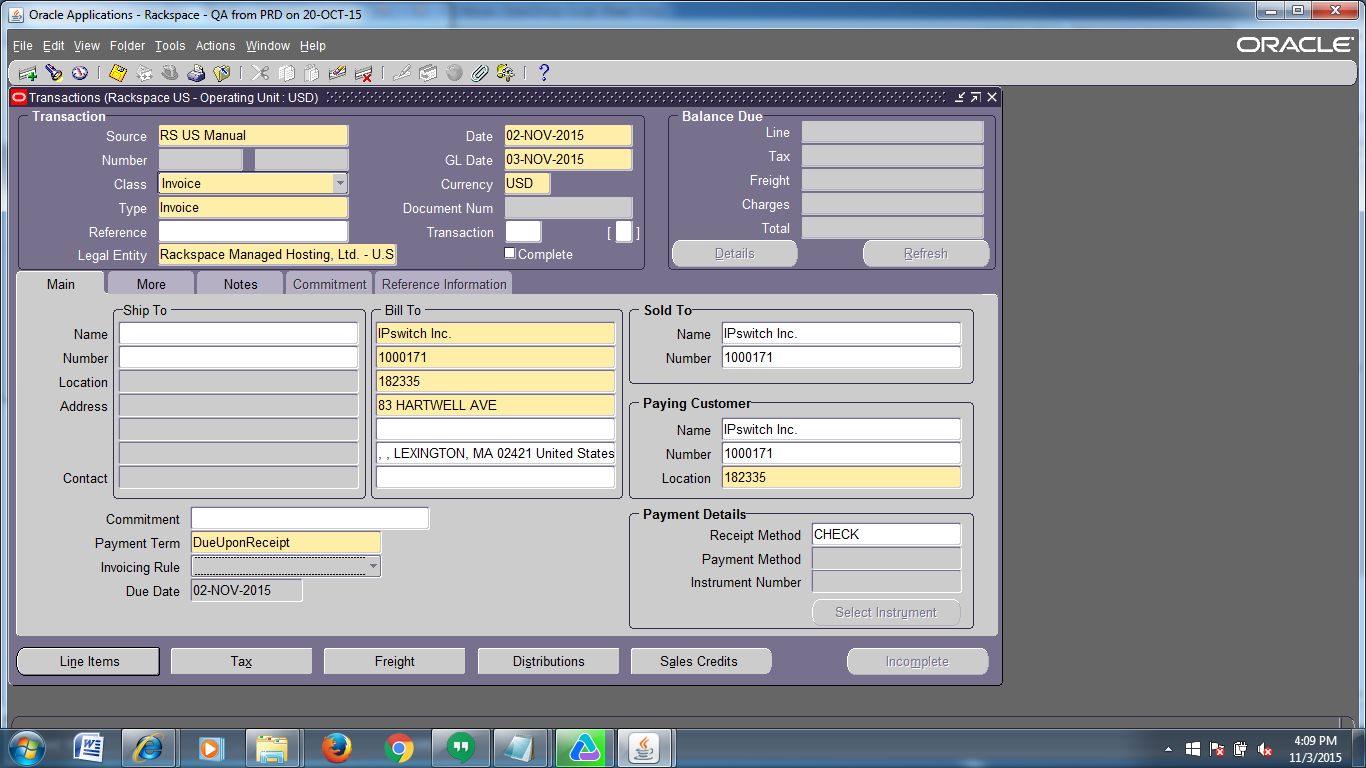 Oracle Applications - Rackspace - QA from PRD on 20-OCT-15
File Edit View Folder Tools Actions Window Help
ORACLE
Transactions (Rackspace US - Operating Unit : USD)
Transaction
Source RS US Manual
Number
Class Invoice
Type Invoice
Reference
Legal Entity Rackspace Managed Hosting, Ltd. - U.S
Date 02-NOV-2015
GL Date 03-NOV-2015
Currency USD
Document Num
Transaction [ ]
Complete
Balance Due
Line
Tax
Freight
Charges
Total
Details Refresh
Main More Notes Commitment Reference Information
Ship To
Name
Number
Location
Address
Contact
Bill To
IPswitch Inc.
1000171
182335
83 HARTWELL AVE
, , LEXINGTON, MA 02421 United States
Sold To
Name IPswitch Inc.
Number 1000171
Paying Customer
Name IPswitch Inc.
Number 1000171
Location 182335
Commitment
Payment Term DueUponReceipt
Invoicing Rule
Due Date 02-NOV-2015
Payment Details
Receipt Method CHECK
Payment Method
Instrument Number
Select Instrument
Line Items Tax Freight Distributions Sales Credits Incomplete
4:09 PM
11/3/2015